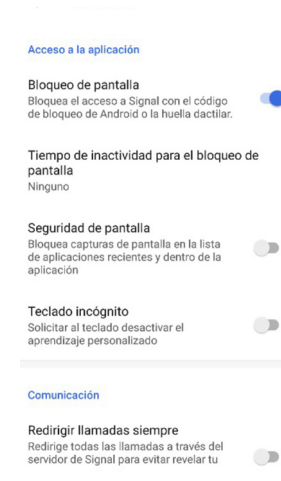 Acceso a la aplicación
Bloqueo de pantalla
Bloquea el acceso a Signal con el código
de bloqueo de Android o la huella dactilar.
Tiempo de inactividad para el bloqueo de
pantalla
Ninguno
Seguridad de pantalla
Bloquea capturas de pantalla en la lista
de aplicaciones recientes y dentro de la
aplicación
Teclado incógnito
Solicitar al teclado desactivar el
aprendizaje personalizado
Comunicación
Redirigir llamadas siempre
Redirige todas las llamadas a través del
servidor de Signal para evitar revelar tu